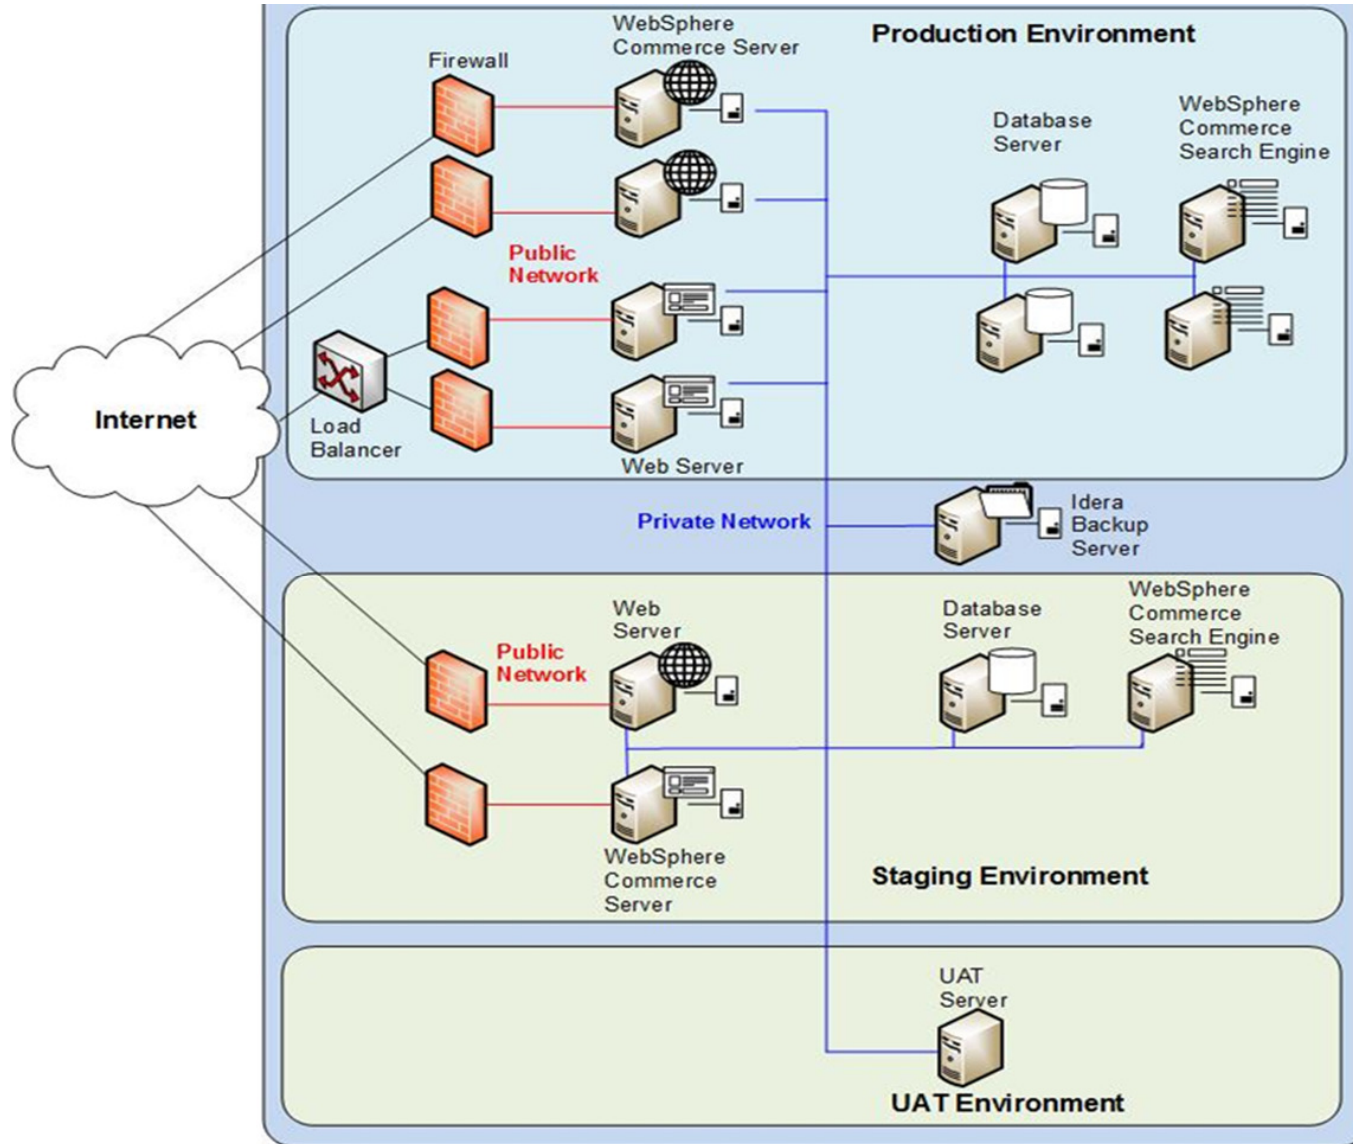 WebSphere
Commerce Server
Production Environment
Firewall
WebSphere
Commerce
Search Engine
Database
Server
Public
Network
Internet
Load
Balancer
Web Server
Private Network
Idera
Backup
Server
WebSphere
Commerce
Search Engine
Web
Server
Database
Server
Public
Network
WebSphere
Commerce
Server
Staging Environment
UAT
Server
UAT Environment